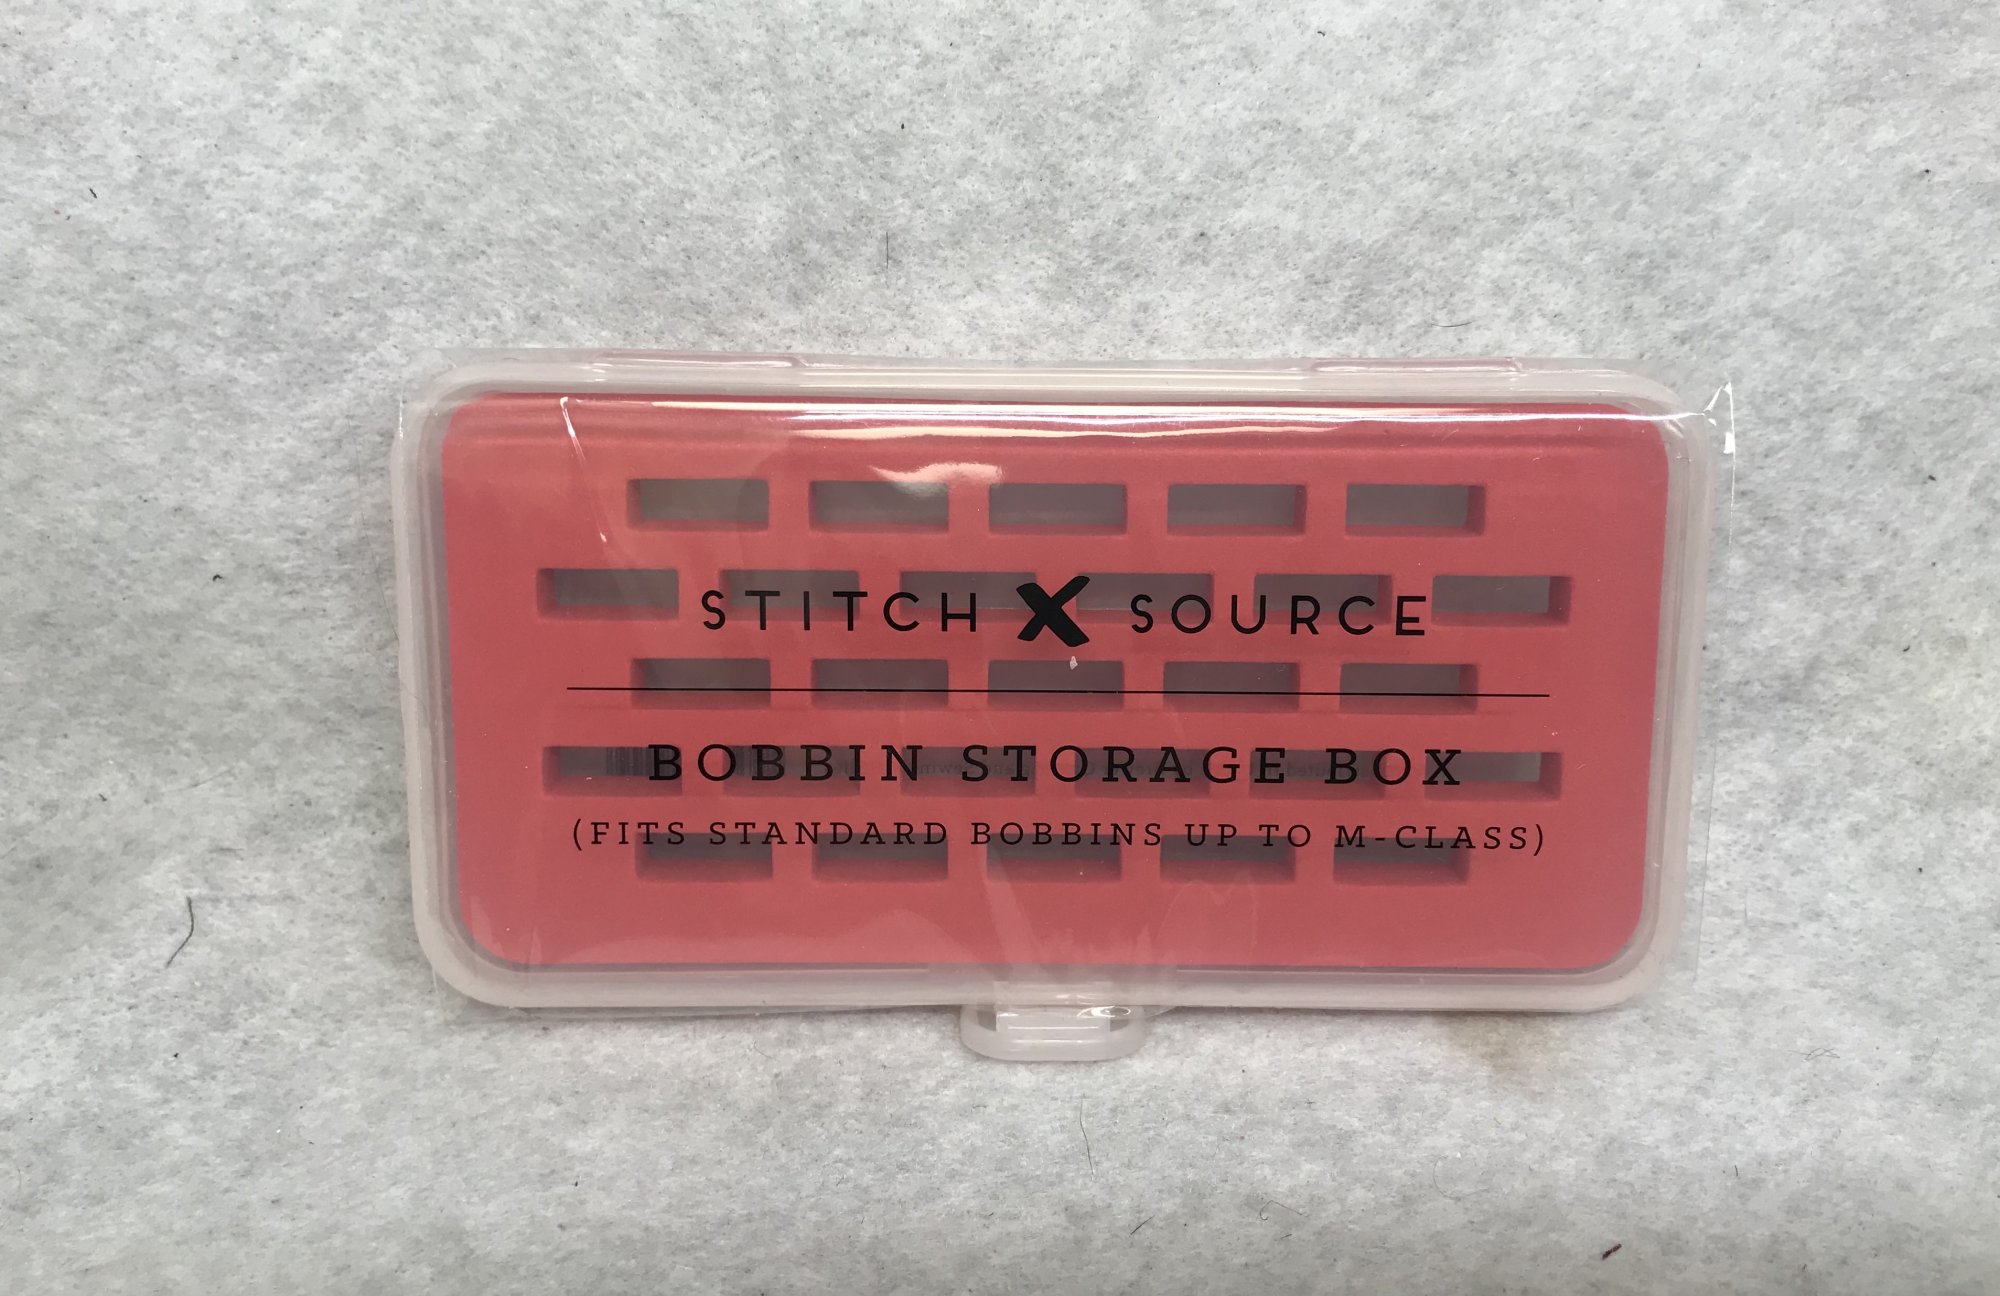 STITCH X SOURCE
BOBBIN STORAGE BOX
(FITS STANDARD BOBBINS UP TO M-CLASS)